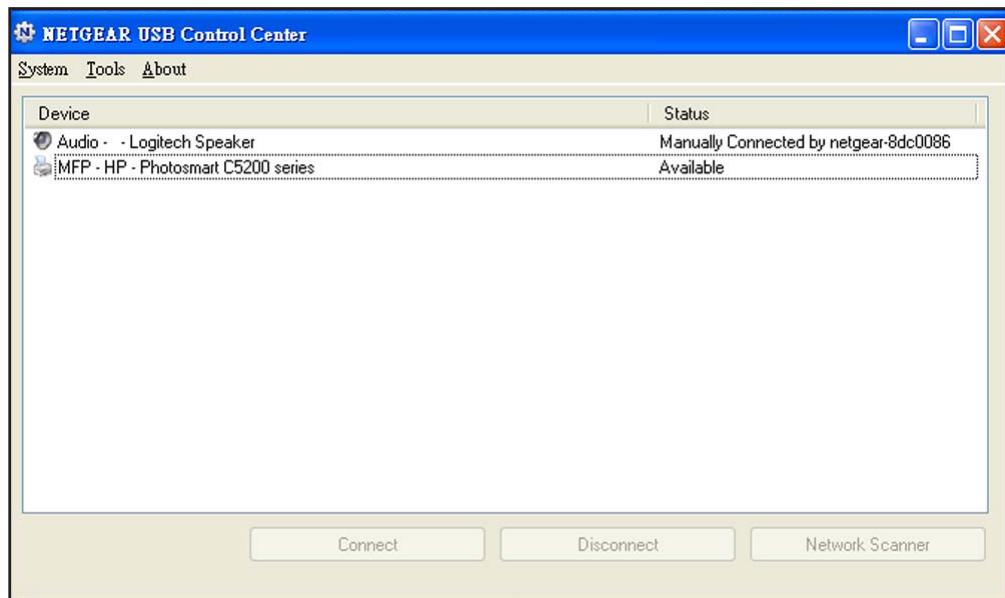 NETGEAR USB Control Center
System Tools About
Device Status
Audio - - Logitech Speaker Manually Connected by netgear-8dc0086
MFP - HP - Photosmart C5200 series Available
Connect Disconnect Network Scanner